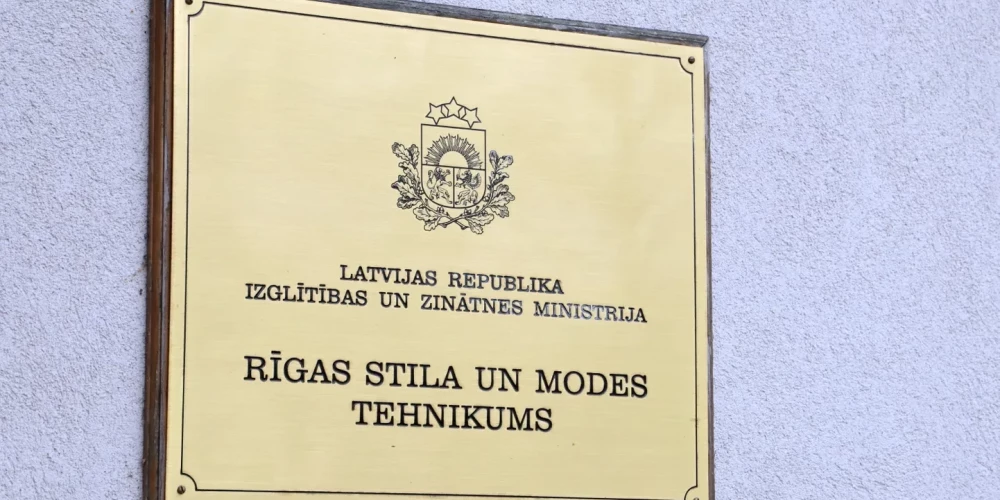 LATVIJAS REPUBLIKA
IZGLĪTĪBAS UN ZINĀTNES MINISTRIJA
RĪGAS STILA UN MODES
TEHNIKUMS